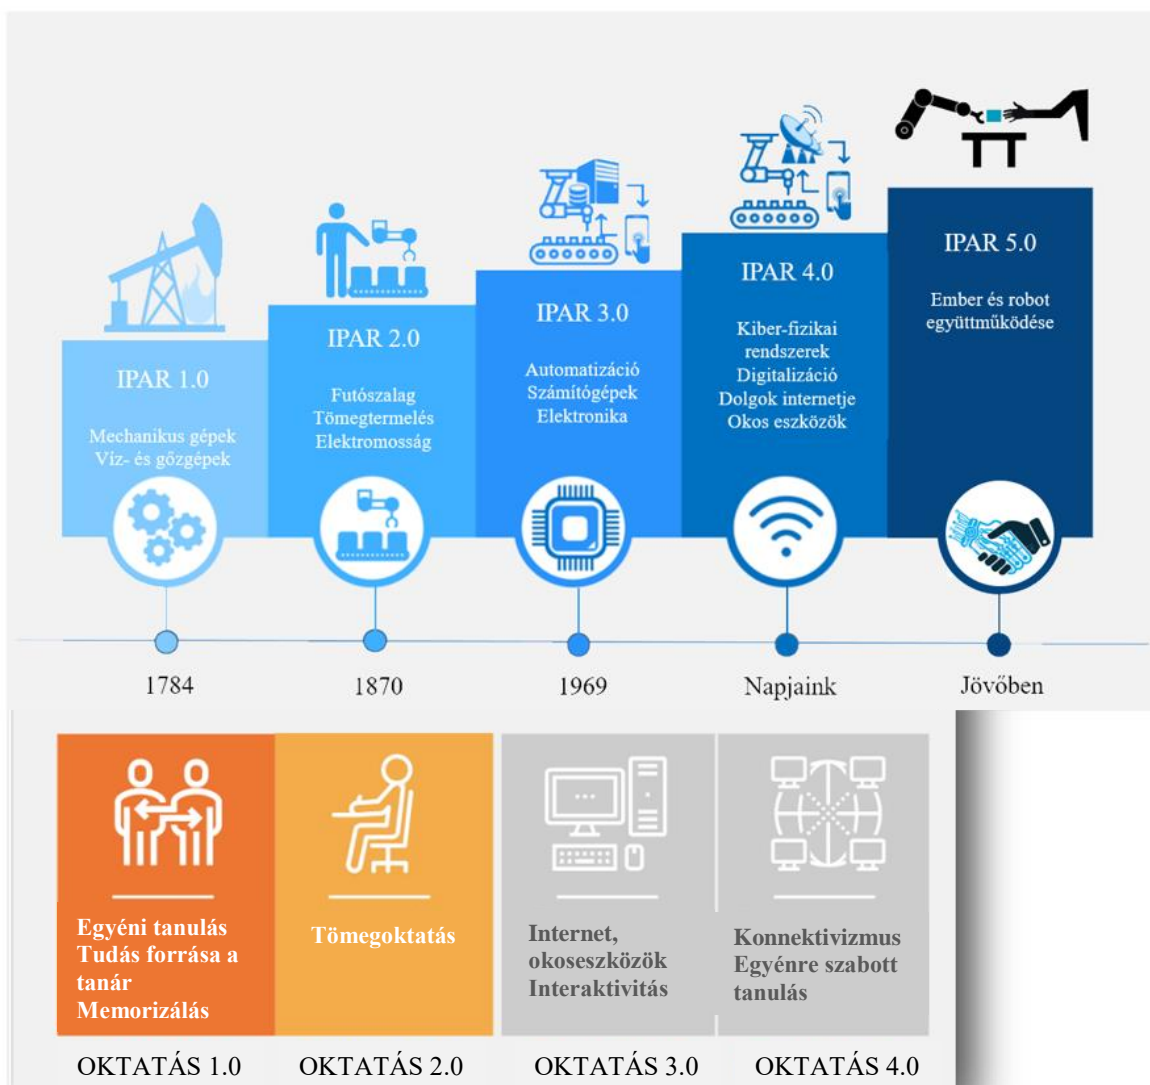 IPAR 1.0
Mechanikus gépek
Víz- és gőzgépek
IPAR 2.0
Futószalag
Tömegtermelés
Elektromosság
IPAR 3.0
Automatizáció
Számítógépek
Elektronika
IPAR 4.0
Kiber-fizikai
rendszerek
Digitalizáció
Dolgok internetje
Okos eszközök
IPAR 5.0
Ember és robot
együttműködése
1784
1870
1969
Napjaink
Jövőben
Egyéni tanulás
Tudás forrása a
tanár
Memorizálás
Tömegoktatás
Internet,
okoseszközök
Interaktivitás
Konnektivizmus
Egyénre szabott
tanulás
OKTATÁS 1.0
OKTATÁS 2.0
OKTATÁS 3.0
OKTATÁS 4.0